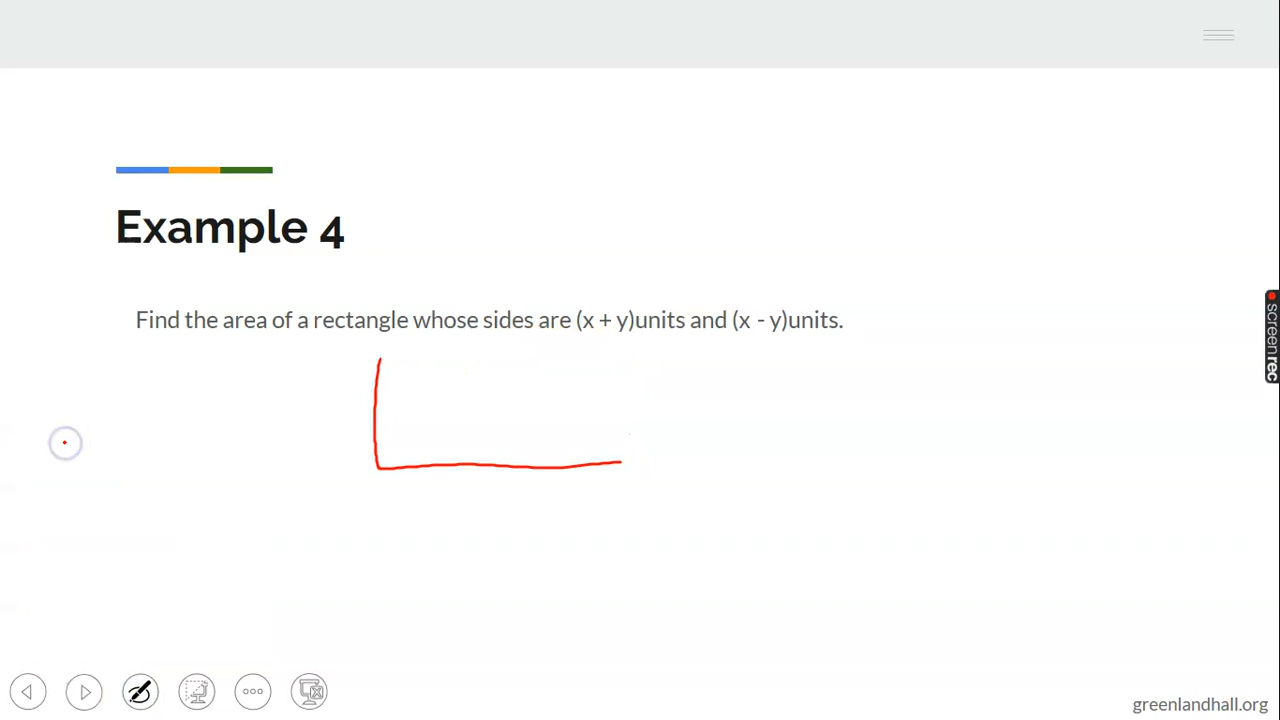 Example 4
Find the area of a rectangle whose sides are (x + y)units and (x - y)units.
screenrec
greenlandhall.org